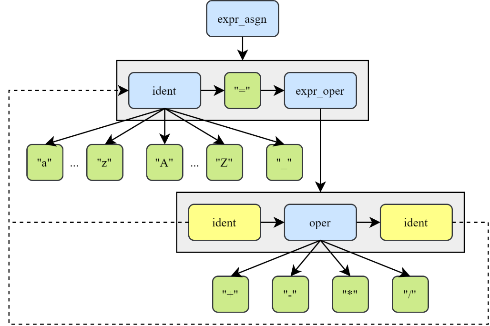 expr_asgn
ident "=" expr_oper
"a" ... "z" "A" ... "Z" "_"
ident oper ident
"-" "*" "/"